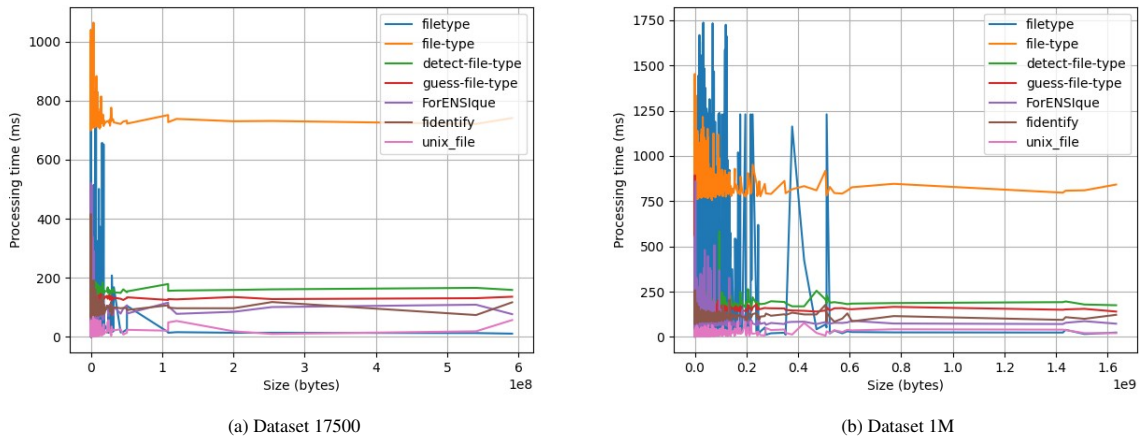 filetype
file-type
detect-file-type
guess-file-type
ForENSIque
fidentify
unix_file
Processing time (ms)
1000
800
600
400
200
0
0
1
2
3
4
5
6
1e8
Size (bytes)
(a) Dataset 17500
filetype
file-type
detect-file-type
guess-file-type
ForENSIque
fidentify
unix_file
Processing time (ms)
1750
1500
1250
1000
750
500
250
0
0.0
0.2
0.4
0.6
0.8
1.0
1.2
1.4
1.6
1e9
Size (bytes)
(b) Dataset 1M